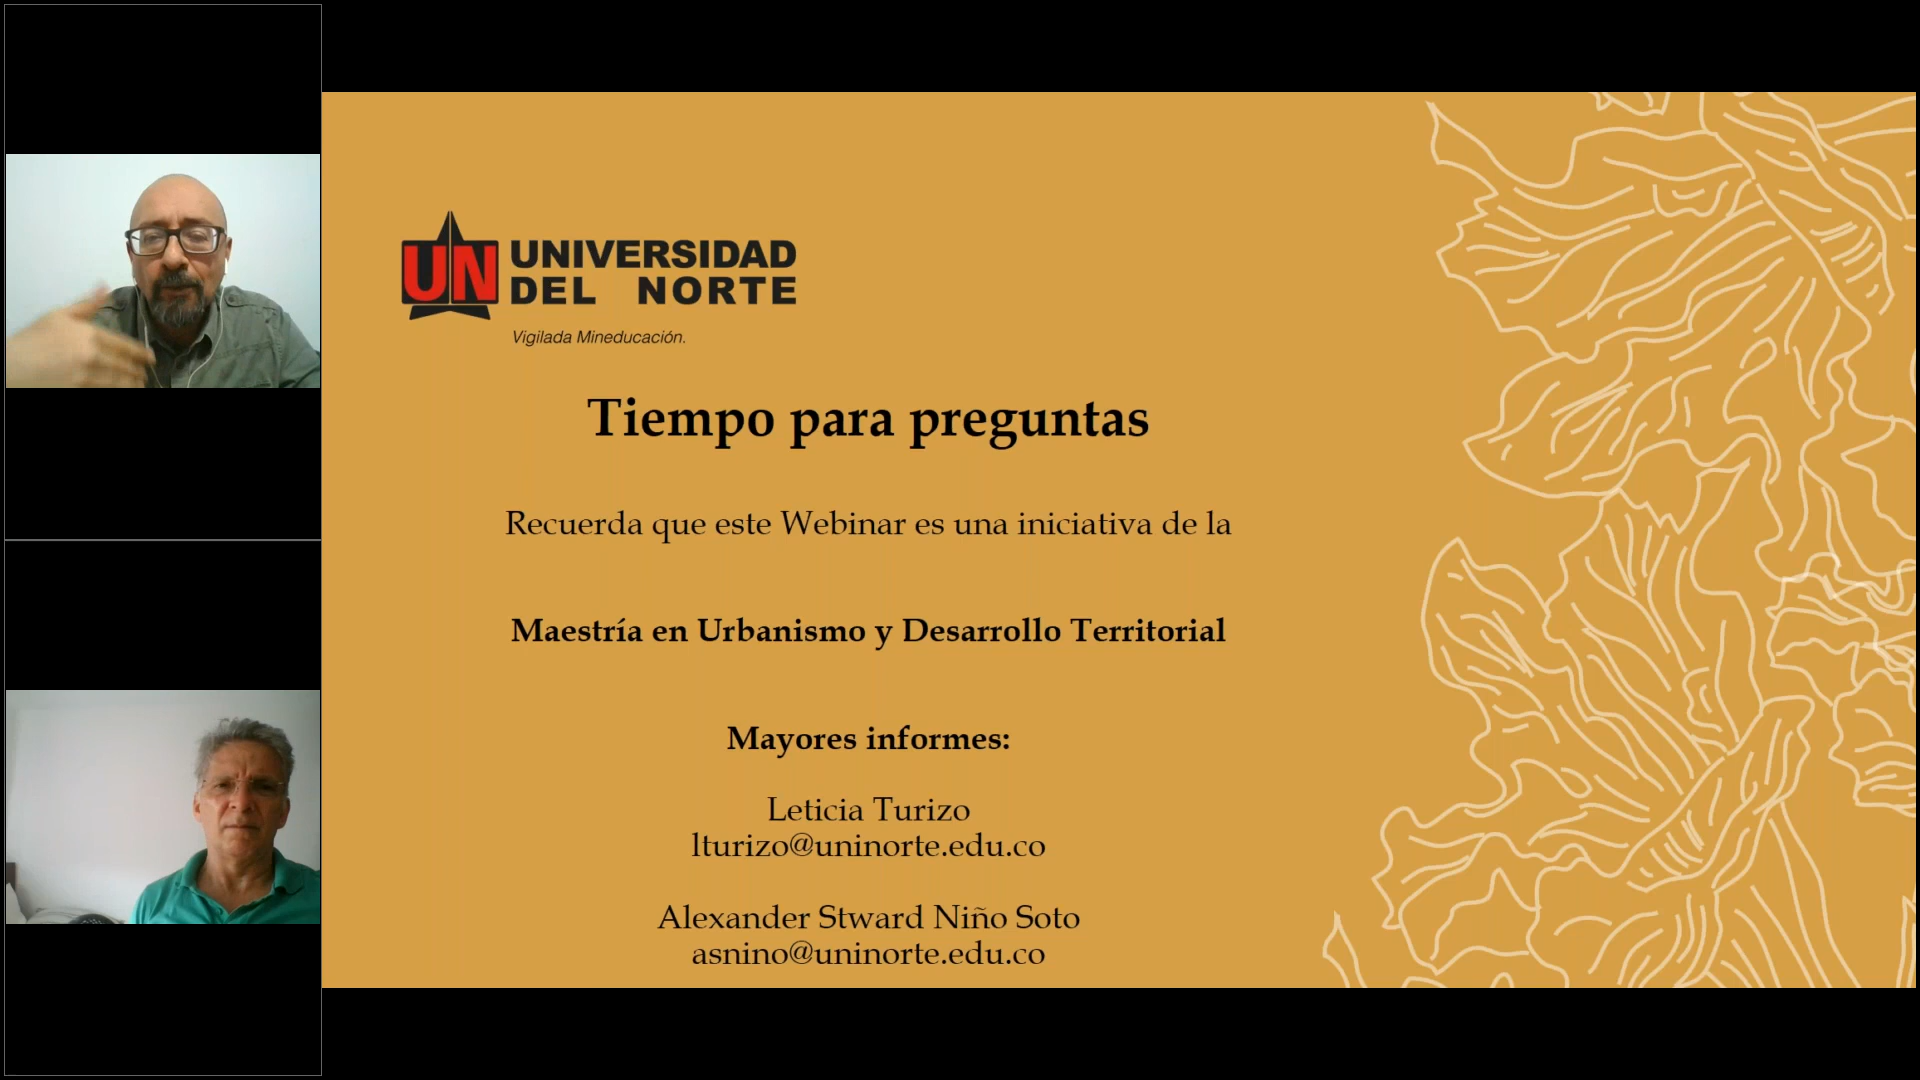 UN UNIVERSIDAD
DEL NORTE
Vigilada Mineducación.
Tiempo para preguntas
Recuerda que este Webinar es una iniciativa de la
Maestría en Urbanismo y Desarrollo Territorial
Mayores informes:
Leticia Turizo
lturizo@uninorte.edu.co
Alexander Stward Niño Soto
asnino@uninorte.edu.co